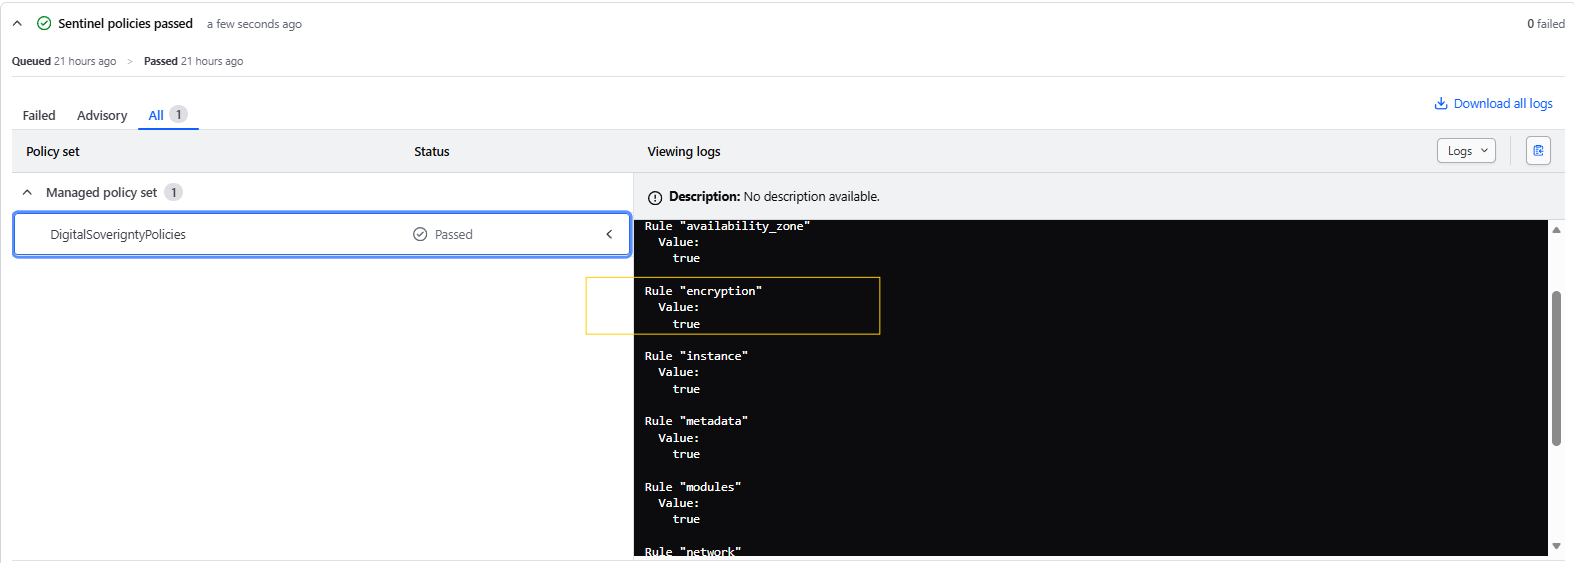 Sentinel policies passed a few seconds ago 0 failed
Queued 21 hours ago > Passed 21 hours ago
Download all logs
Failed Advisory All 1
Policy set Status Viewing logs Logs
Managed policy set 1
Description: No description available.
DigitalSoverigntyPolicies Passed
Rule "availability_zone"
Value:
true
Rule "encryption"
Value:
true
Rule "instance"
Value:
true
Rule "metadata"
Value:
true
Rule "modules"
Value:
true
Rule "network"